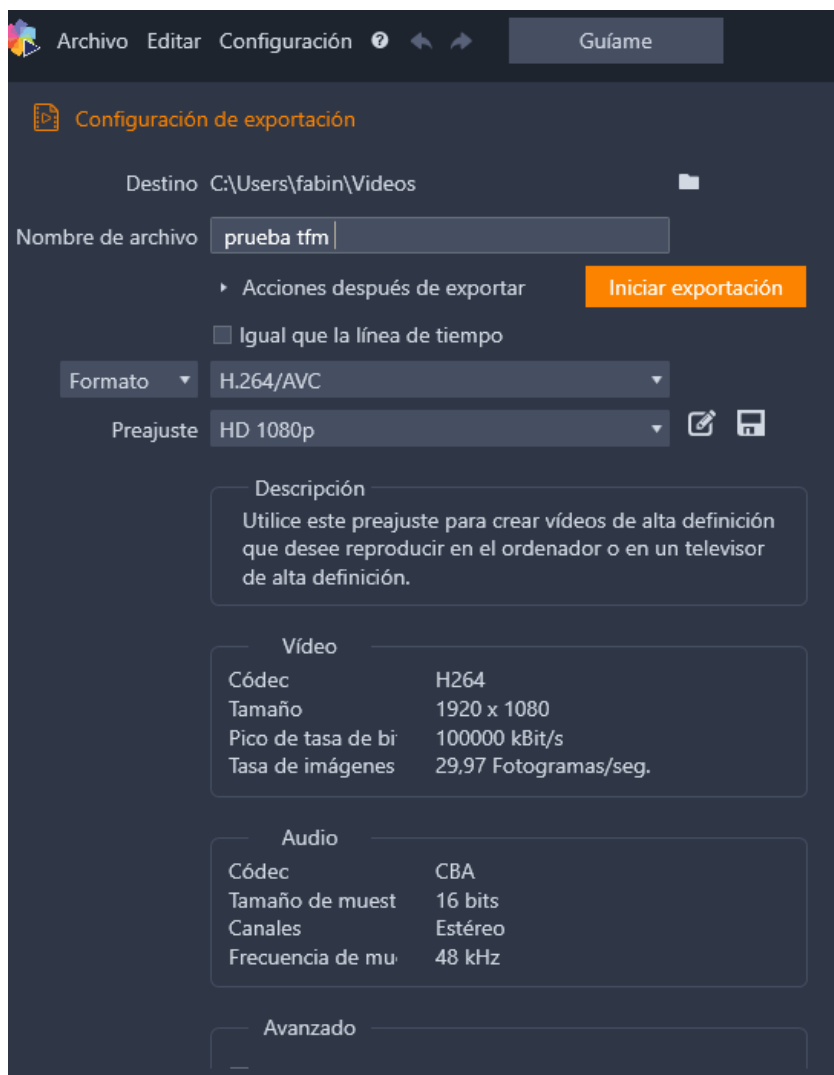 Archivo Editar Configuración ? Guíame
Configuración de exportación
Destino C:\Users\fabin\Videos
Nombre de archivo prueba tfm
Acciones después de exportar Iniciar exportación
Igual que la línea de tiempo
Formato H.264/AVC
Preajuste HD 1080p
Descripción
Utilice este preajuste para crear vídeos de alta definición
que desee reproducir en el ordenador o en un televisor
de alta definición.
Vídeo
Códec H264
Tamaño 1920 x 1080
Pico de tasa de bi 100000 kBit/s
Tasa de imágenes 29,97 Fotogramas/seg.
Audio
Códec CBA
Tamaño de muest 16 bits
Canales Estéreo
Frecuencia de mu 48 kHz
Avanzado